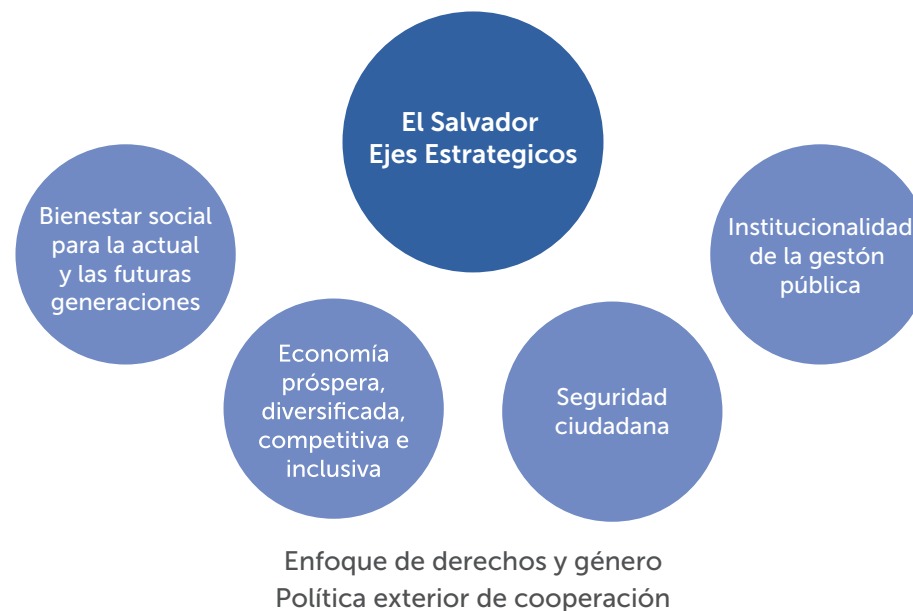 El Salvador
Ejes Estrategicos
Bienestar social
para la actual
y las futuras
generaciones
Economía
próspera,
diversificada,
competitiva e
inclusiva
Seguridad
ciudadana
Institucionalidad
de la gestón
pública
Enfoque de derechos y género
Política exterior de cooperación